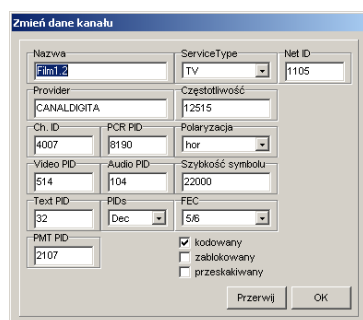 Zmień dane kanału
Nazwa ServiceType Net ID
Film1.2 TV 1105
Provider Częstotliwość
CANALDIGITA 12515
Ch. ID PCR PID Polaryzacja
4007 8190 hor
Video PID Audio PID Szybkość symbolu
514 104 22000
Text PID PIDs FEC
32 Dec 5/6
PMT PID
2107
kodowany
zablokowany
przeskakiwany
Przerwij OK